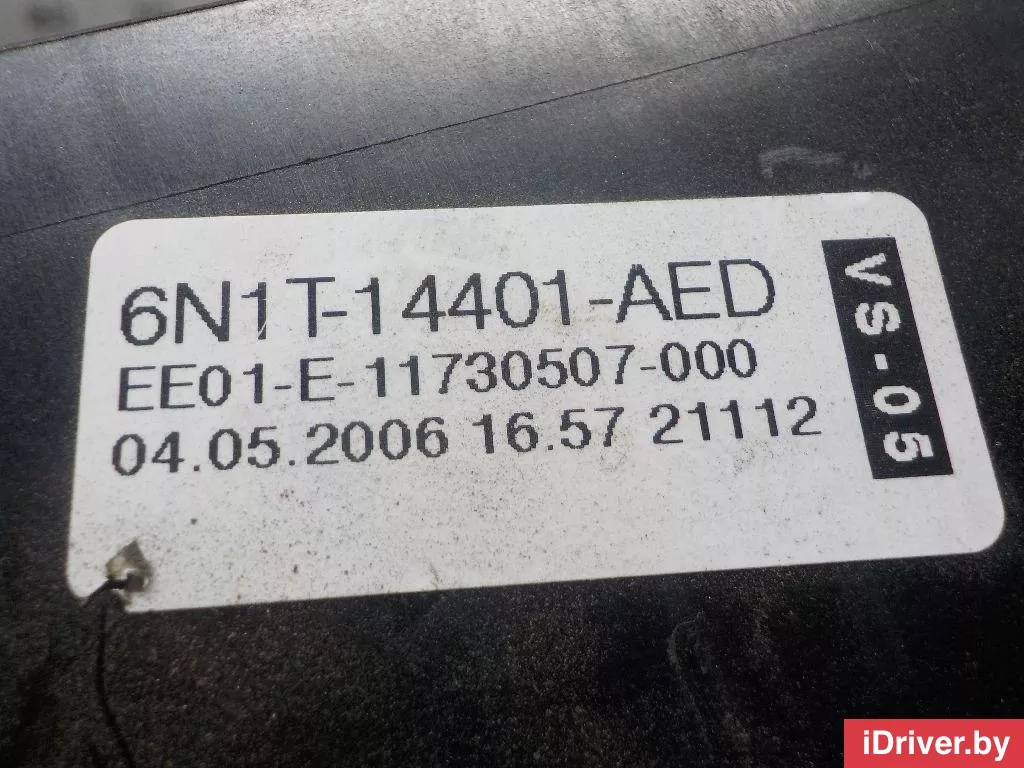 6N1T-14401-AED
EE01-E-11730507-000
04.05.2006 16.57 21112
VS-05
iDriver.by